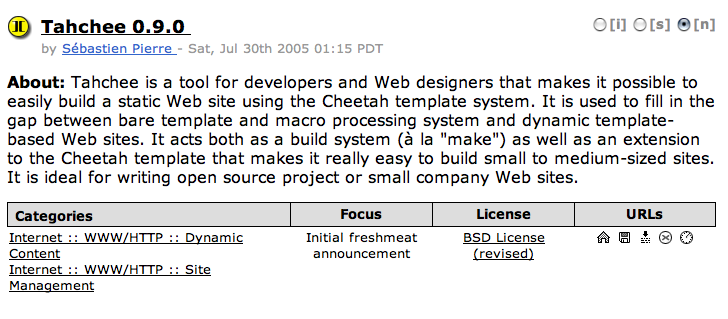 Tahchee 0.9.0
[i] [s] [n]
by Sébastien Pierre - Sat, Jul 30th 2005 01:15 PDT
About: Tahchee is a tool for developers and Web designers that makes it possible to
easily build a static Web site using the Cheetah template system. It is used to fill in the
gap between bare template and macro processing system and dynamic template-
based Web sites. It acts both as a build system (à la "make") as well as an extension
to the Cheetah template that makes it really easy to build small to medium-sized sites.
It is ideal for writing open source project or small company Web sites.
Categories Focus License URLs
Internet :: WWW/HTTP :: Dynamic Initial freshmeat BSD License
Content announcement (revised)
Internet :: WWW/HTTP :: Site
Management